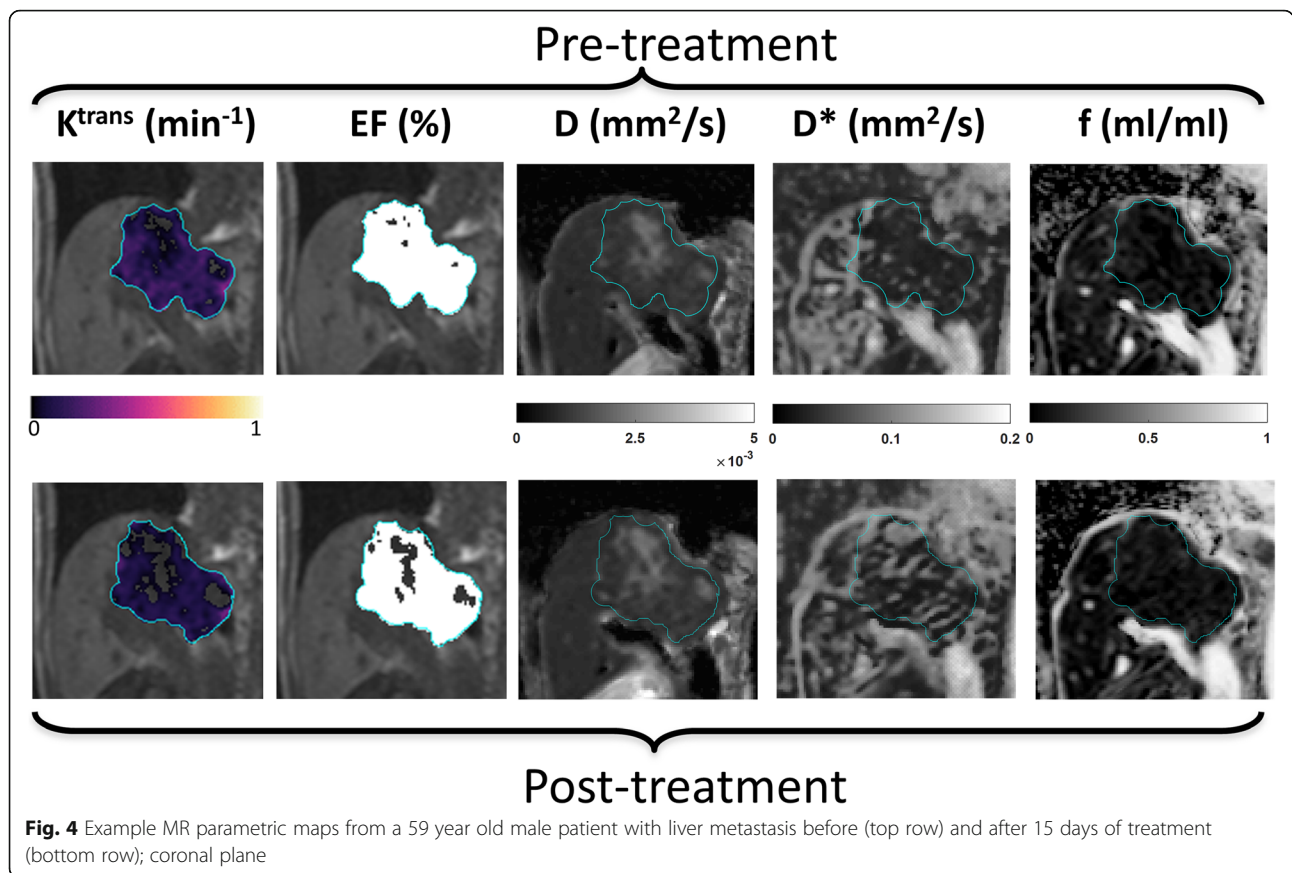 Pre-treatment
K^trans (min^-1) EF (%) D (mm²/s) D* (mm²/s) f (ml/ml)
0 1 0 2.5 5 0 0.1 0.2 0 0.5 1
×10^-3
Post-treatment
Fig. 4 Example MR parametric maps from a 59 year old male patient with liver metastasis before (top row) and after 15 days of treatment
(bottom row); coronal plane